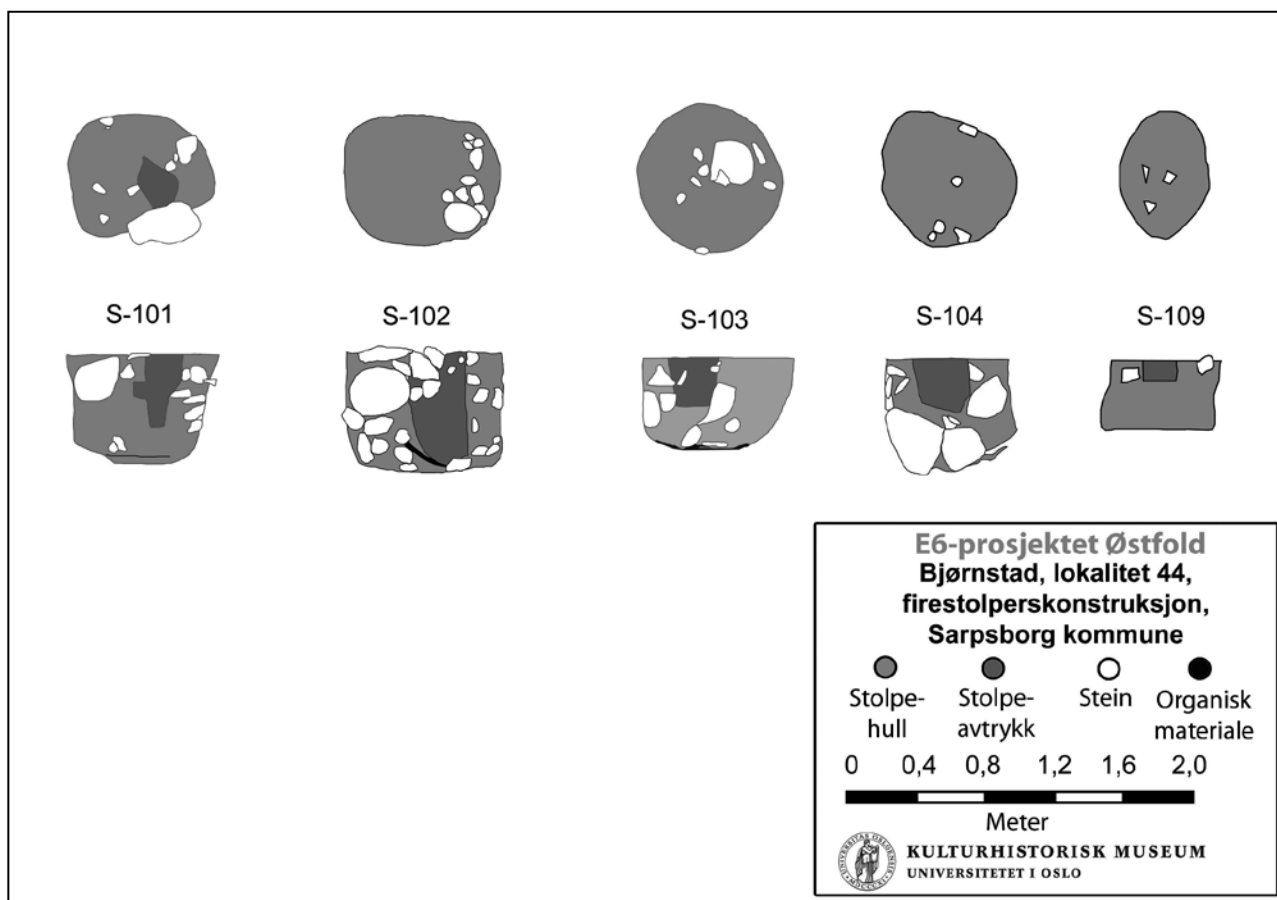 S-101 S-102 S-103 S-104 S-109
E6-prosjektet Østfold
Bjørnstad, lokalitet 44,
firestolperskonstruksjon,
Sarpsborg kommune
Stolpe- Stolpe- Stein Organisk
hull avtrykk materiale
0 0,4 0,8 1,2 1,6 2,0
Meter
KULTURHISTORISK MUSEUM
UNIVERSITETET I OSLO